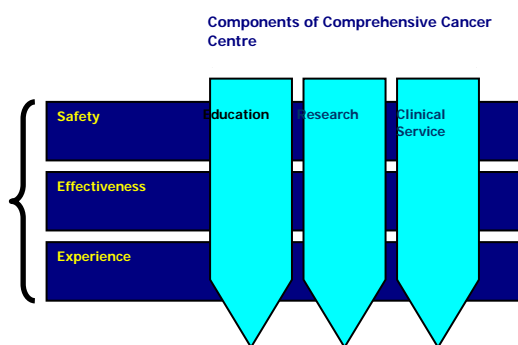 Components of Comprehensive Cancer
Centre
Safety
Education
Research
Clinical
Service
Effectiveness
Experience